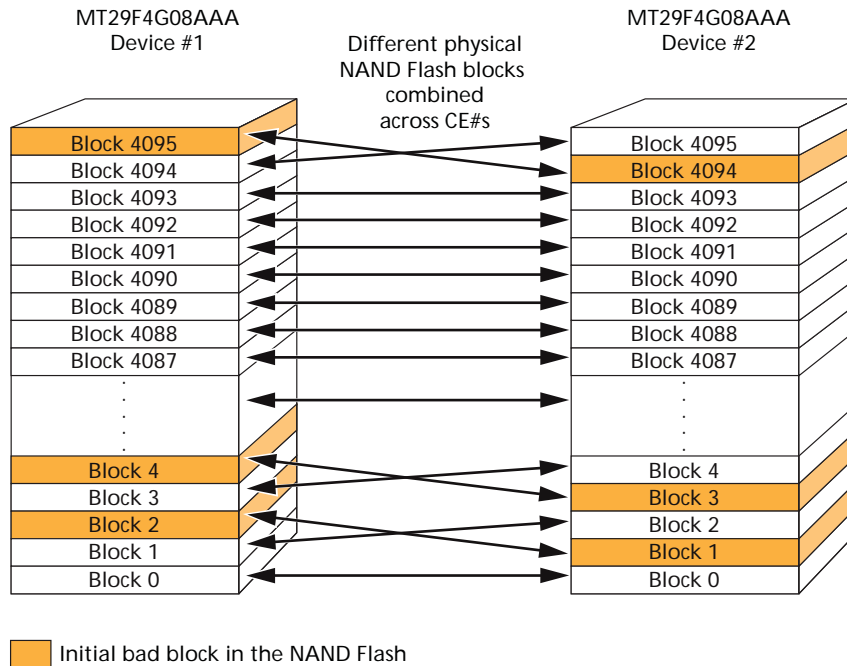 MT29F4G08AAA
Device #1
Different physical
NAND Flash blocks
combined
across CE#s
MT29F4G08AAA
Device #2
Block 4095
Block 4094
Block 4093
Block 4092
Block 4091
Block 4090
Block 4089
Block 4088
Block 4087
Block 4
Block 3
Block 2
Block 1
Block 0
Block 4095
Block 4094
Block 4093
Block 4092
Block 4091
Block 4090
Block 4089
Block 4088
Block 4087
Block 4
Block 3
Block 2
Block 1
Block 0
Initial bad block in the NAND Flash